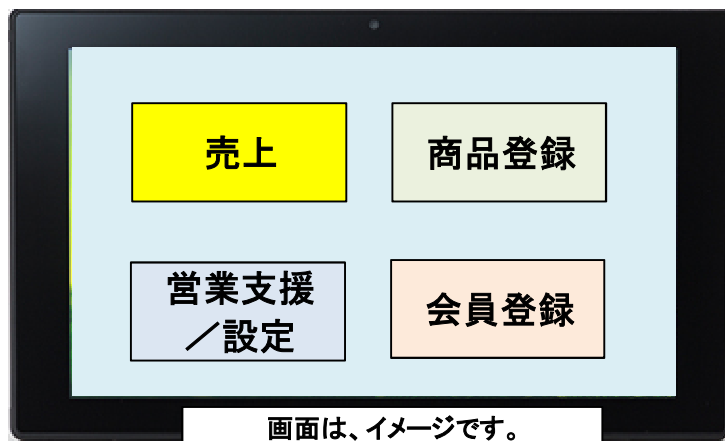 売上
商品登録
営業支援
／設定
会員登録
画面は、イメージです。